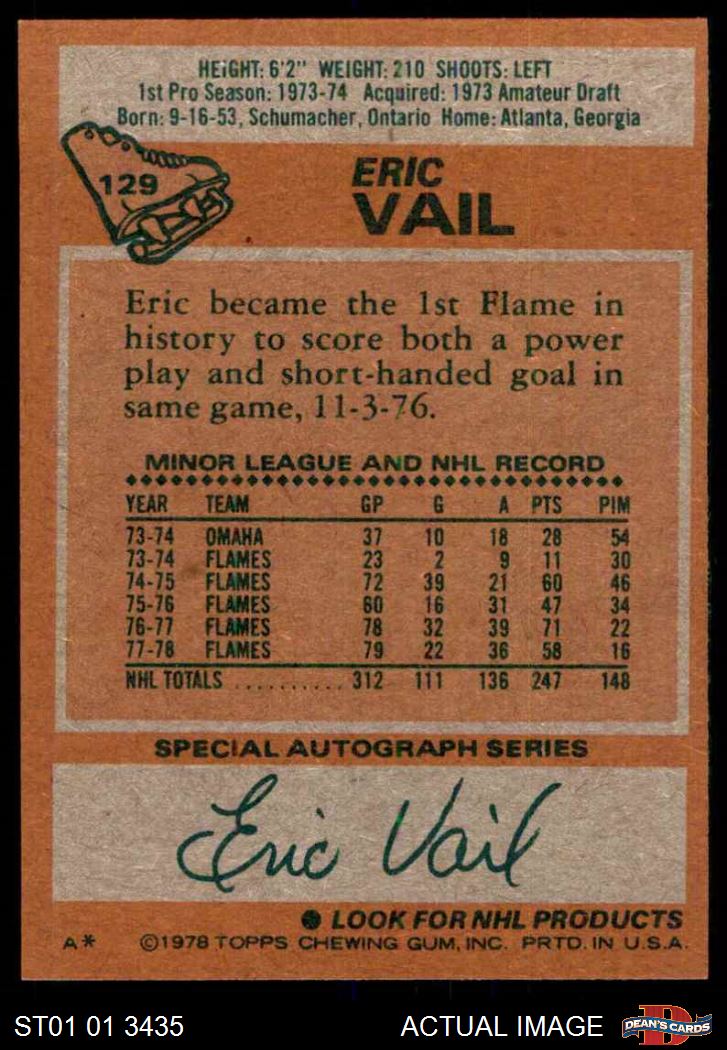 HEIGHT: 6'2" WEIGHT: 210 SHOOTS: LEFT
1st Pro Season: 1973-74 Acquired: 1973 Amateur Draft
Born: 9-16-53, Schumacher, Ontario Home: Atlanta, Georgia
129
ERIC
VAIL
Eric became the 1st Flame in
history to score both a power
play and short-handed goal in
same game, 11-3-76.
MINOR LEAGUE AND NHL RECORD
YEAR TEAM GP G A PTS PIM
73-74 OMAHA 37 10 18 28 54
73-74 FLAMES 23 2 9 11 30
74-75 FLAMES 72 39 21 60 46
75-76 FLAMES 60 16 31 47 34
76-77 FLAMES 78 32 39 71 22
77-78 FLAMES 79 22 36 58 16
NHL TOTALS .......... 312 111 136 247 148
SPECIAL AUTOGRAPH SERIES
Eric Vail
● LOOK FOR NHL PRODUCTS
A* ©1978 TOPPS CHEWING GUM, INC. PRTD. IN U.S.A.
ST01 01 3435 ACTUAL IMAGE
D
DEAN'S CARDS